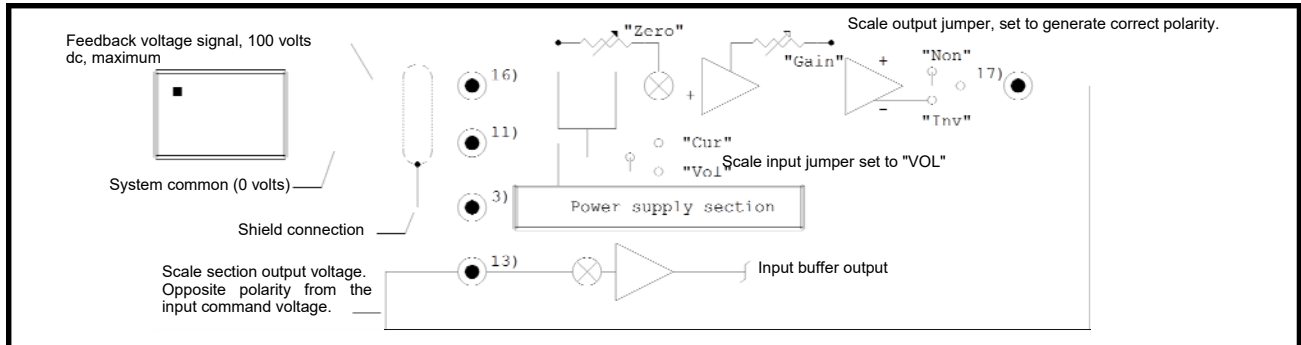 Scale output jumper, set to generate correct polarity.
Feedback voltage signal, 100 volts
dc, maximum
"Zero"
"Gain"
+
"Non"
16)
17)
+
−
"Inv"
11)
"Cur"
"Vol"
Scale input jumper set to "VOL"
System common (0 volts)
3)
Power supply section
Shield connection
13)
Input buffer output
Scale section output voltage.
Opposite polarity from the
input command voltage.